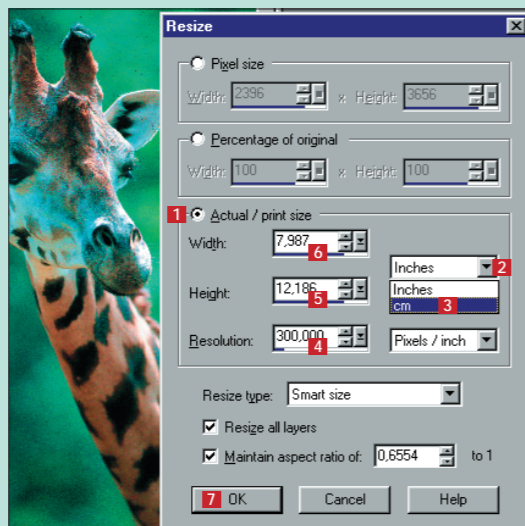 Resize
Pixel size
Width: 2396 x Height: 3656
Percentage of original
Width: 100 x Height: 100
1 Actual / print size
Width: 7,987 6
Inches 2
Inches
Height: 12,186 5
cm 3
Resolution: 300,000 4 Pixels / inch
Resize type: Smart size
Resize all layers
Maintain aspect ratio of: 0,6554 to 1
7 OK Cancel Help